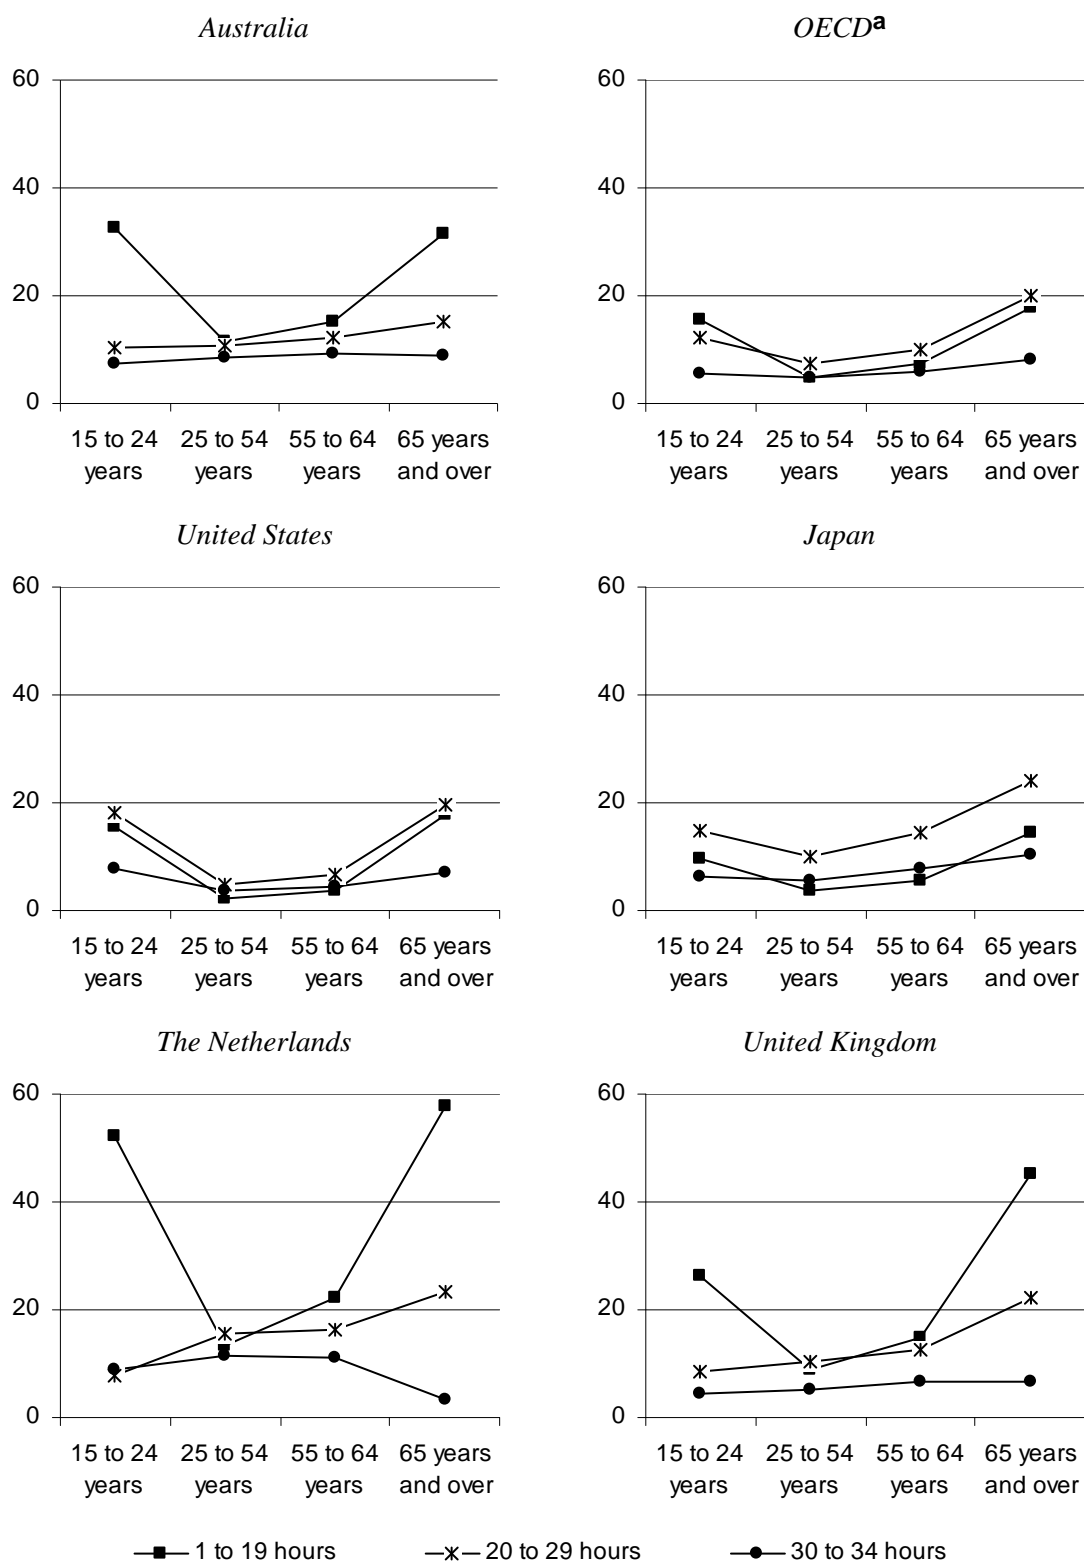 Australia
60
40
20
0
15 to 24
years
25 to 54
years
55 to 64
years
65 years
and over
OECDa
60
40
20
0
15 to 24
years
25 to 54
years
55 to 64
years
65 years
and over
United States
60
40
20
0
15 to 24
years
25 to 54
years
55 to 64
years
65 years
and over
Japan
60
40
20
0
15 to 24
years
25 to 54
years
55 to 64
years
65 years
and over
The Netherlands
60
40
20
0
15 to 24
years
25 to 54
years
55 to 64
years
65 years
and over
United Kingdom
60
40
20
0
15 to 24
years
25 to 54
years
55 to 64
years
65 years
and over
1 to 19 hours
20 to 29 hours
30 to 34 hours